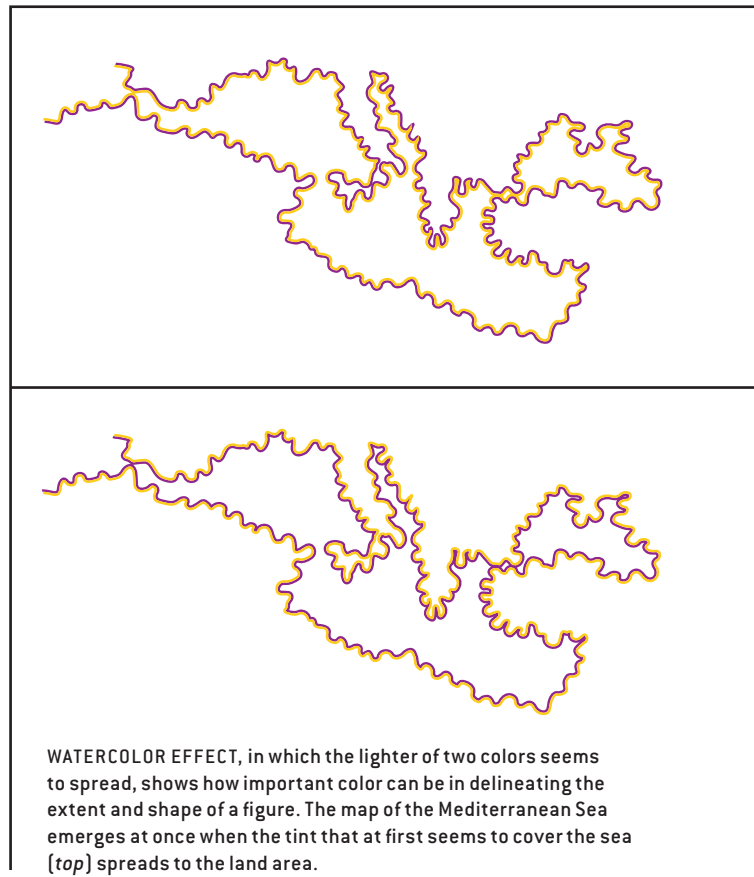 WATERCOLOR EFFECT, in which the lighter of two colors seems
to spread, shows how important color can be in delineating the
extent and shape of a figure. The map of the Mediterranean Sea
emerges at once when the tint that at first seems to cover the sea
(top) spreads to the land area.